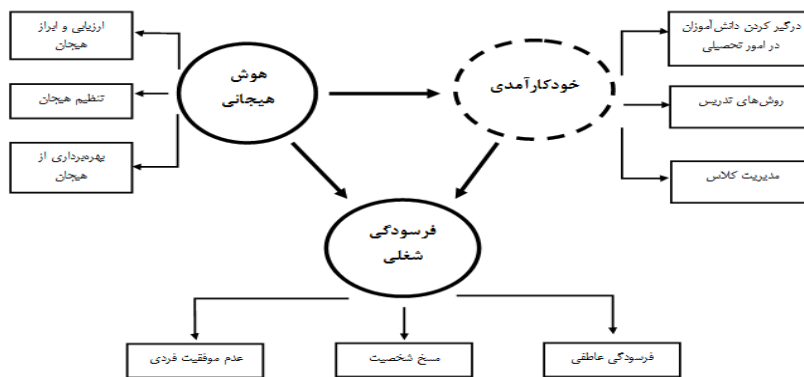 درگیر کردن دانش‌آموزان
در امور تحصیلی
روش‌های تدریس
مدیریت کلاس
خودکارآمدی
هوش
هیجانی
ارزیابی و ابراز
هیجان
تنظیم هیجان
بهره‌برداری از
هیجان
فرسودگی
شغلی
فرسودگی عاطفی
مسخ شخصیت
عدم موفقیت فردی